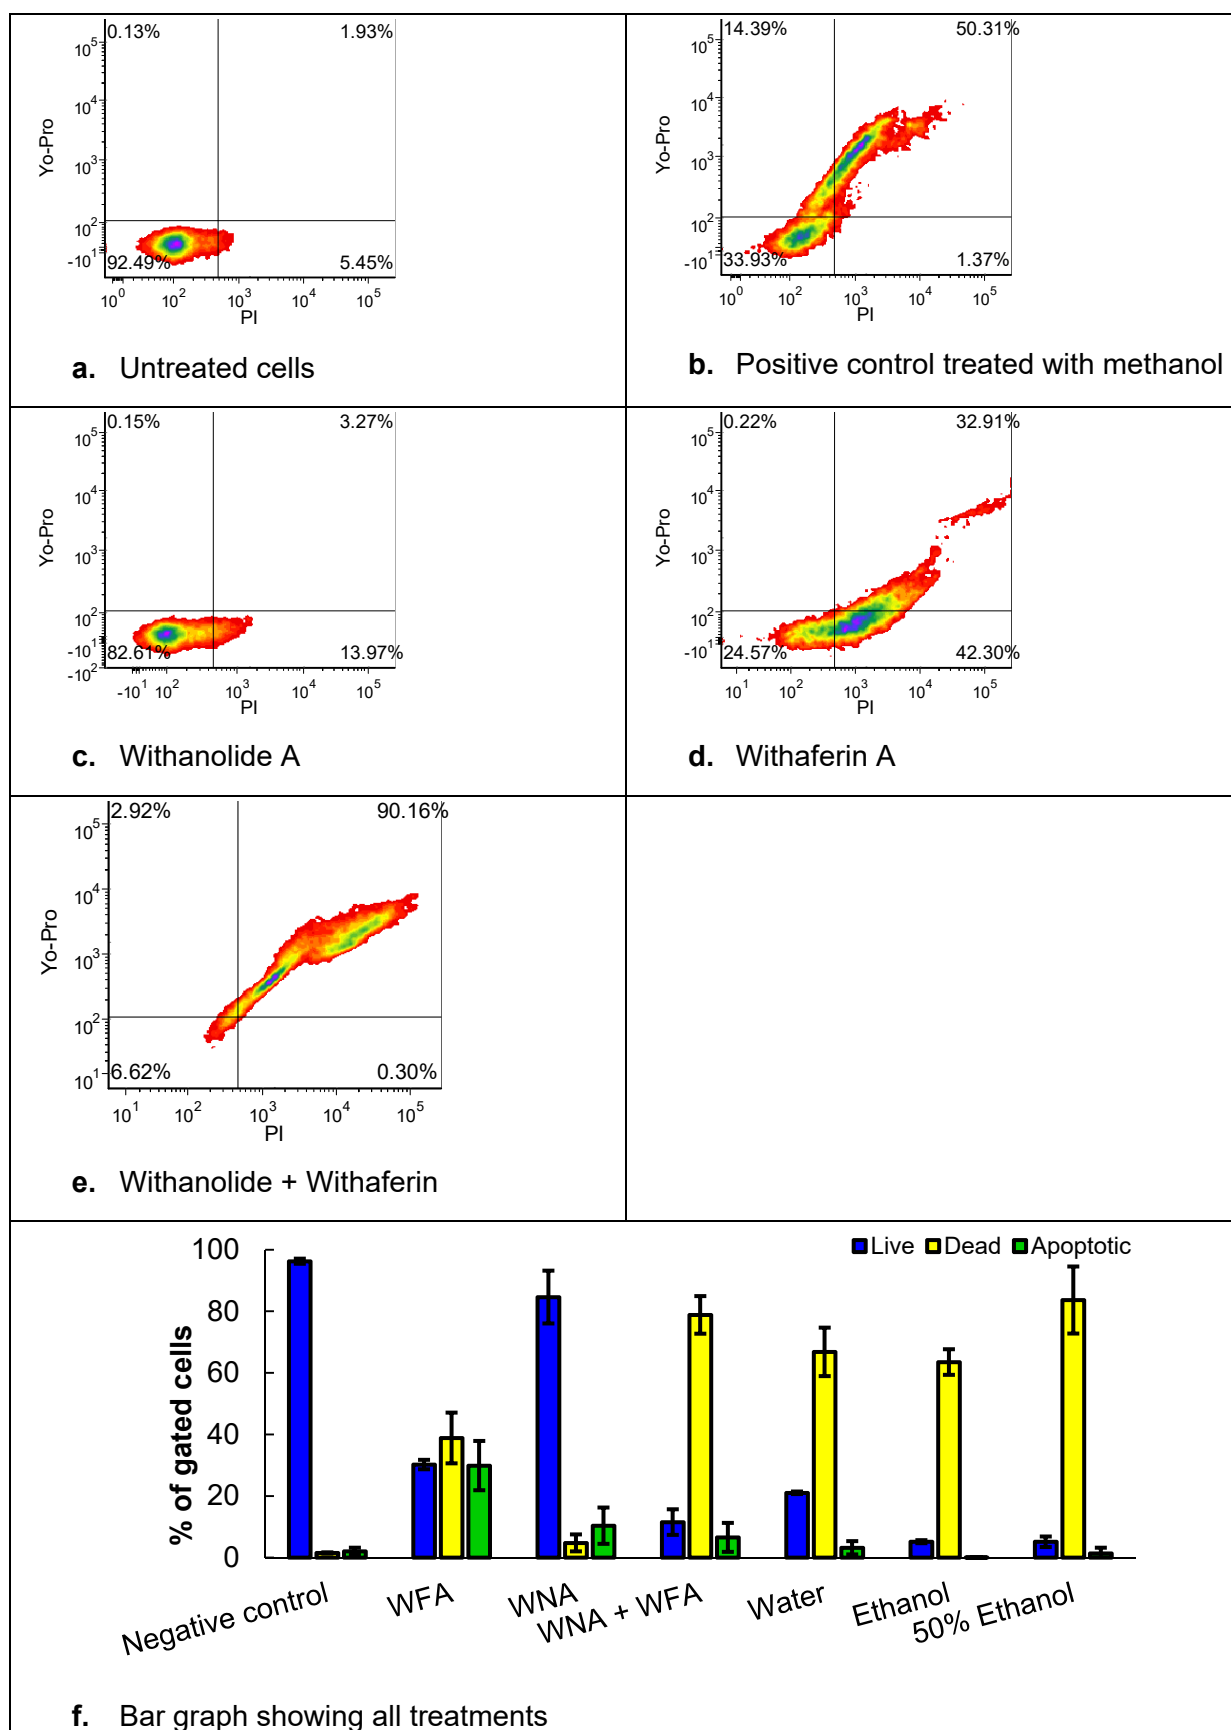 0.13% 1.93%
10^5
10^4
10^3
10^2
-10^1
Yo-Pro
92.49% 5.45%
10^0 10^2 10^3 10^4 10^5
PI
a. Untreated cells
14.39% 50.31%
10^5
10^4
10^3
10^2
-10^1
Yo-Pro
33.93% 1.37%
10^0 10^2 10^3 10^4 10^5
PI
b. Positive control treated with methanol
0.15% 3.27%
10^5
10^4
10^3
10^2
-10^1
-10^2
Yo-Pro
82.61% 13.97%
-10^1 10^2 10^3 10^4 10^5
PI
c. Withanolide A
0.22% 32.91%
10^5
10^4
10^3
10^2
-10^1
Yo-Pro
24.57% 42.30%
10^1 10^2 10^3 10^4 10^5
PI
d. Withaferin A
2.92% 90.16%
10^5
10^4
10^3
10^2
10^1
Yo-Pro
6.62% 0.30%
10^1 10^2 10^3 10^4 10^5
PI
e. Withanolide + Withaferin
Live Dead Apoptotic
100
80
60
40
20
0
% of gated cells
Negative control
WFA
WNA
WNA + WFA
Water
Ethanol
50% Ethanol
f. Bar graph showing all treatments